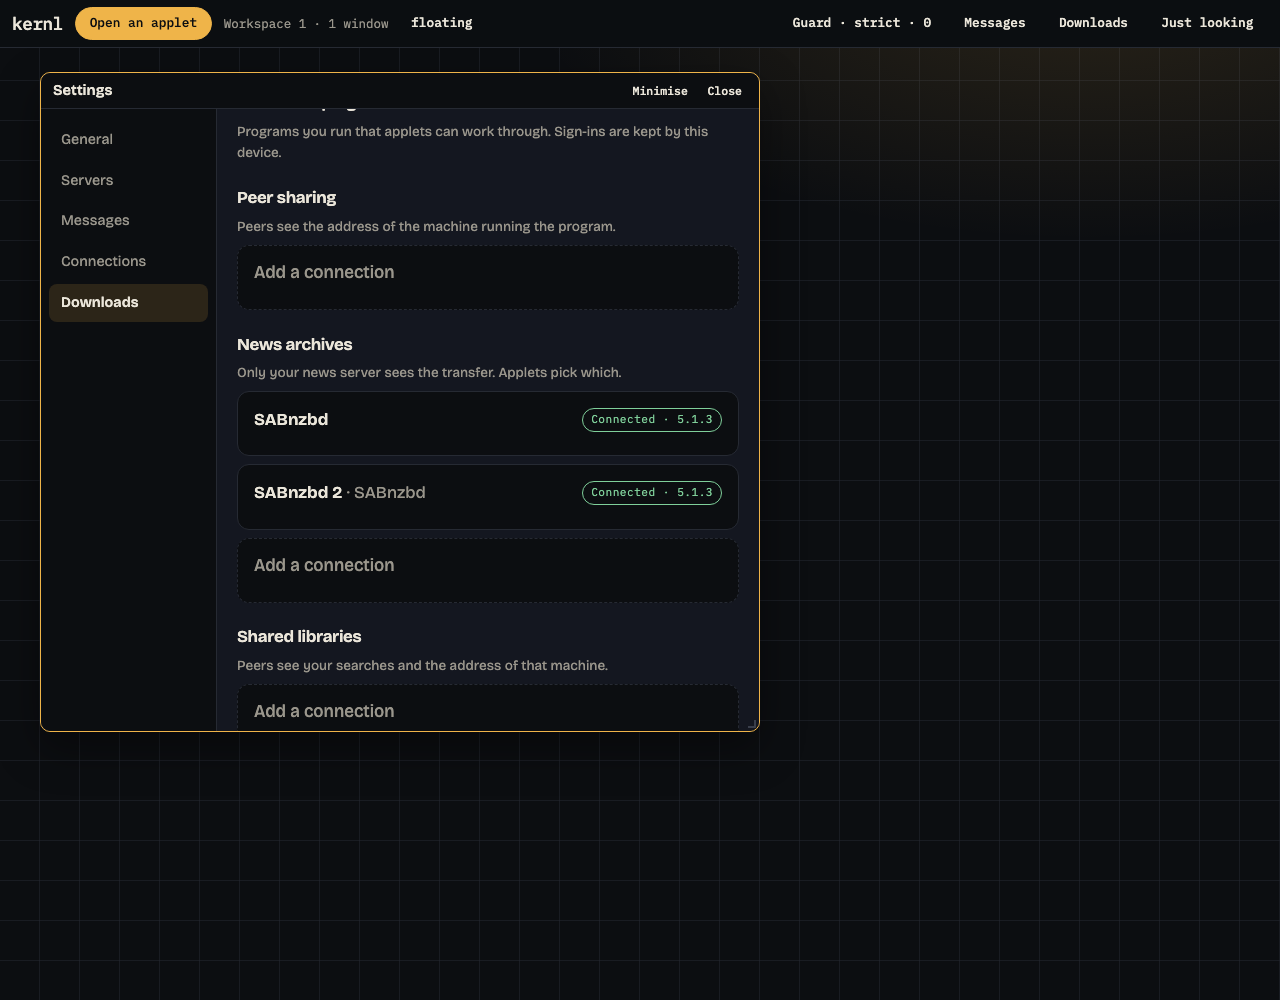 kernl
Open an applet
Workspace 1 · 1 window
floating
Guard · strict · 0
Messages
Downloads
Just looking
Settings
Minimise
Close
General
Servers
Messages
Connections
Downloads
Programs you run that applets can work through. Sign-ins are kept by this
device.
Peer sharing
Peers see the address of the machine running the program.
Add a connection
News archives
Only your news server sees the transfer. Applets pick which.
SABnzbd
Connected · 5.1.3
SABnzbd 2 · SABnzbd
Connected · 5.1.3
Add a connection
Shared libraries
Peers see your searches and the address of that machine.
Add a connection